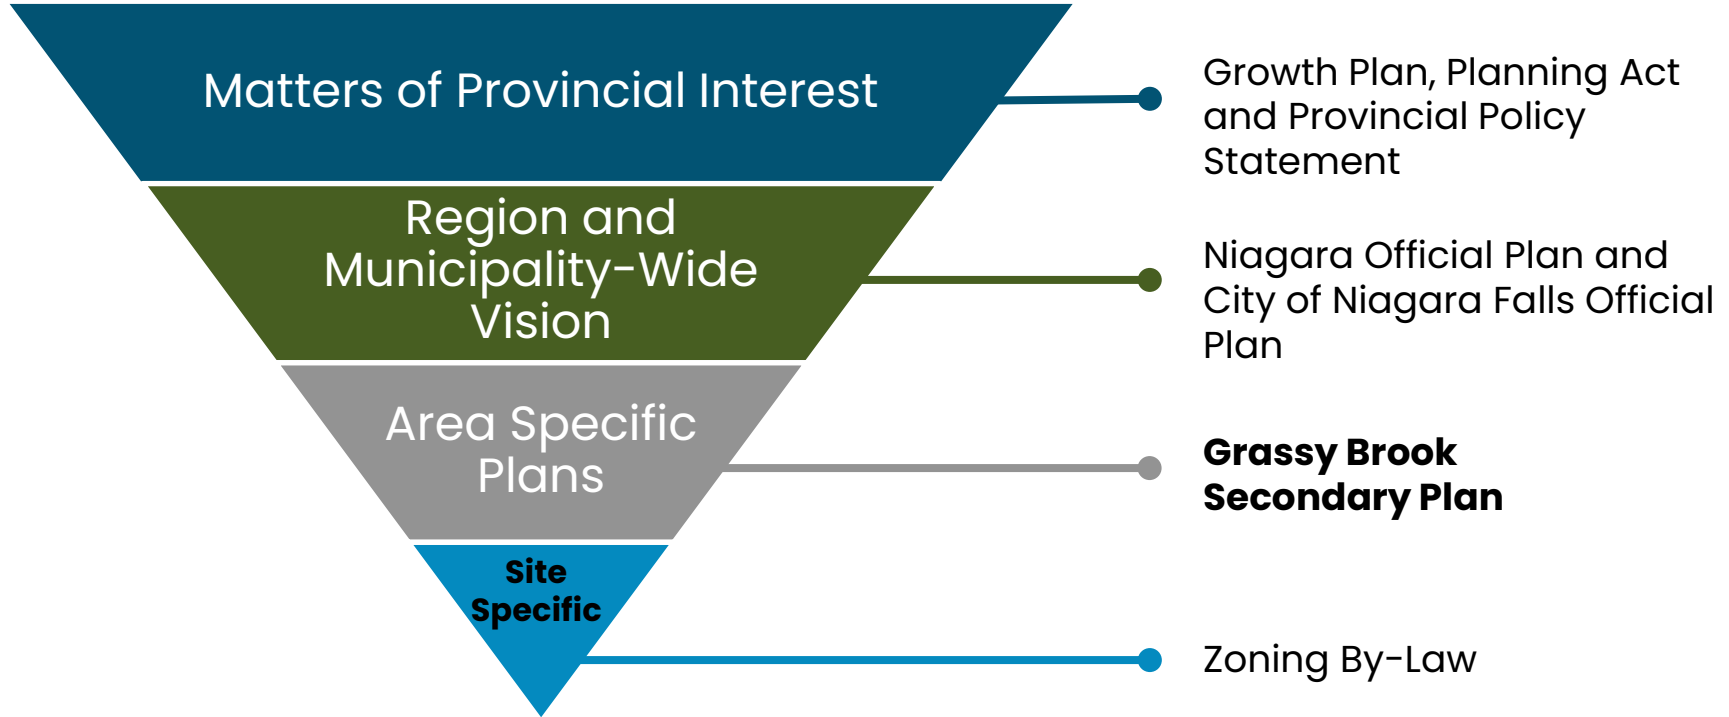 Matters of Provincial Interest
Growth Plan, Planning Act
and Provincial Policy
Statement
Region and
Municipality-Wide
Vision
Niagara Official Plan and
City of Niagara Falls Official
Plan
Area Specific
Plans
Grassy Brook
Secondary Plan
Site
Specific
Zoning By-Law